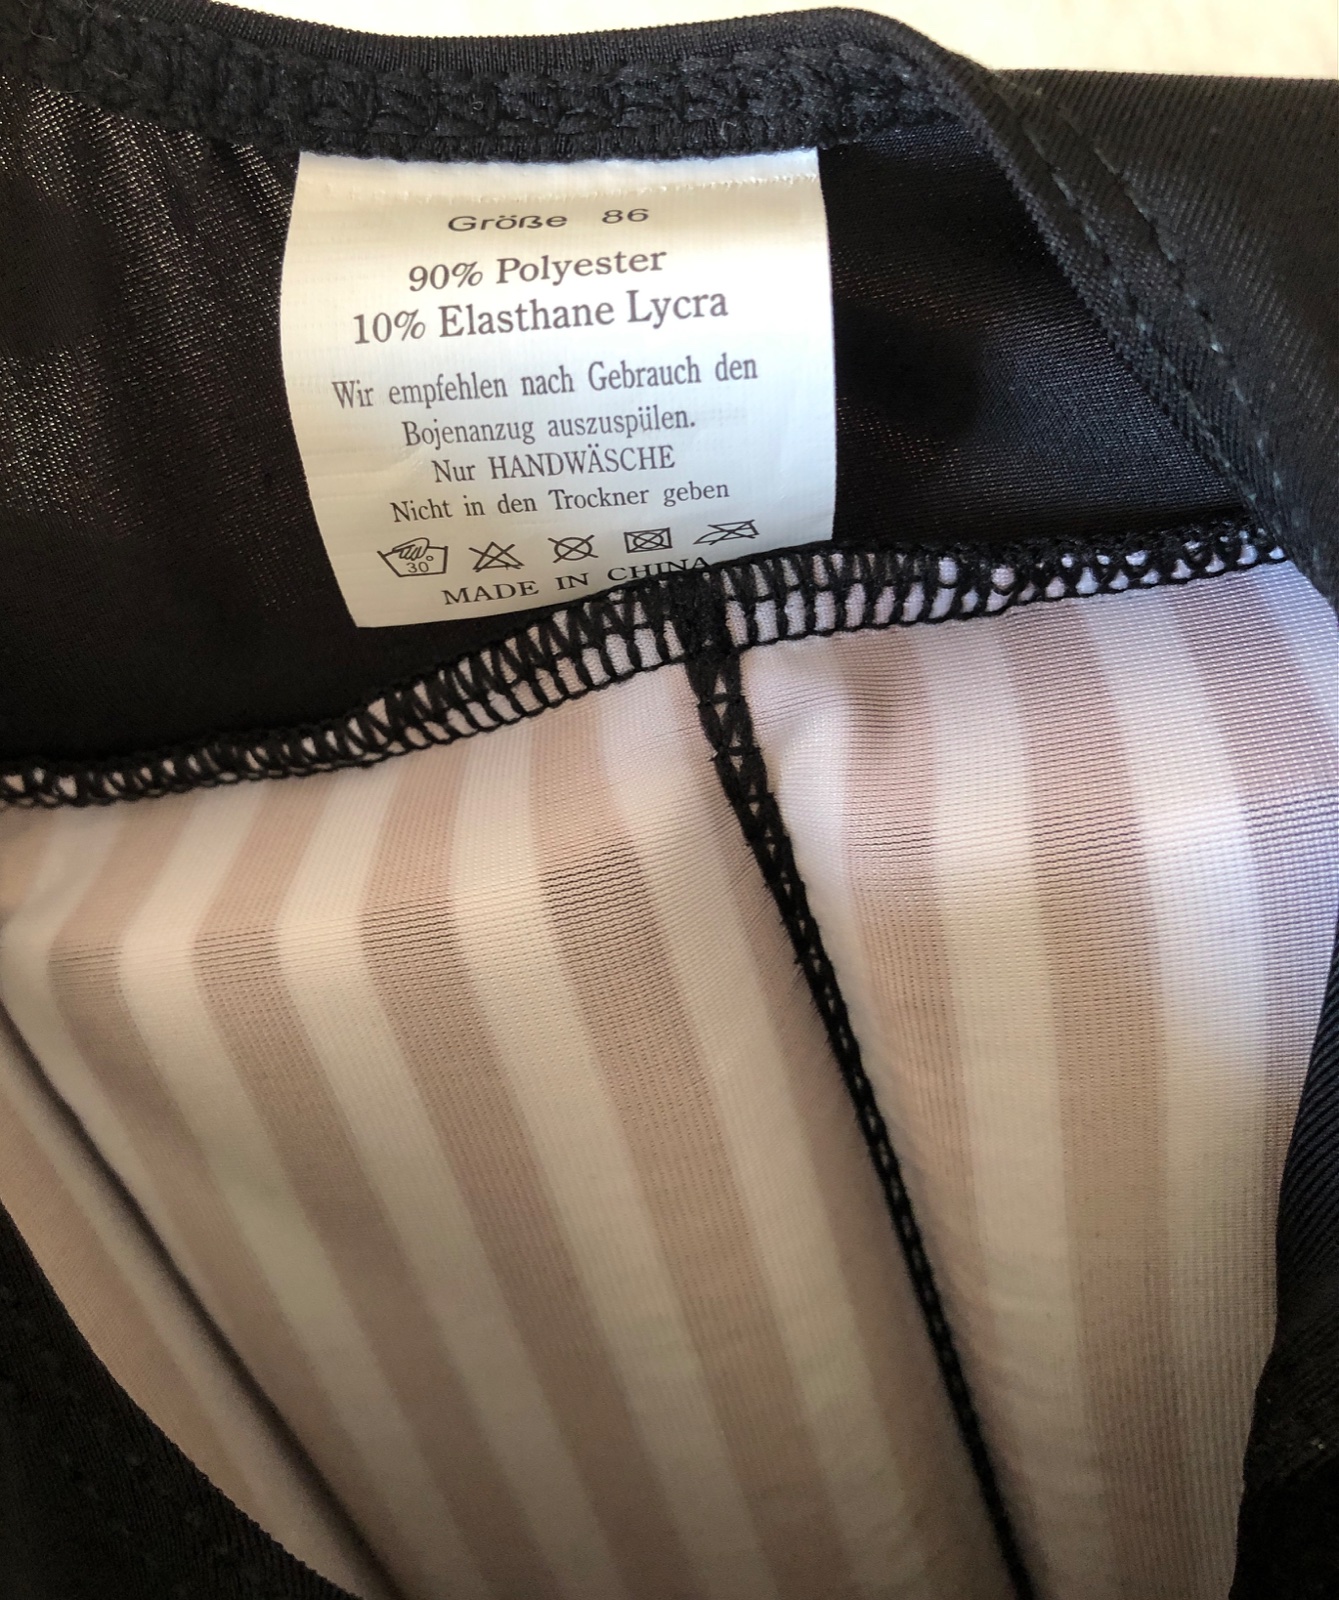 Größe 86
90% Polyester
10% Elasthane Lycra
Wir empfehlen nach Gebrauch den
Bojenanzug auszuspülen.
Nur HANDWÄSCHE
Nicht in den Trockner geben
30°
MADE IN CHINA